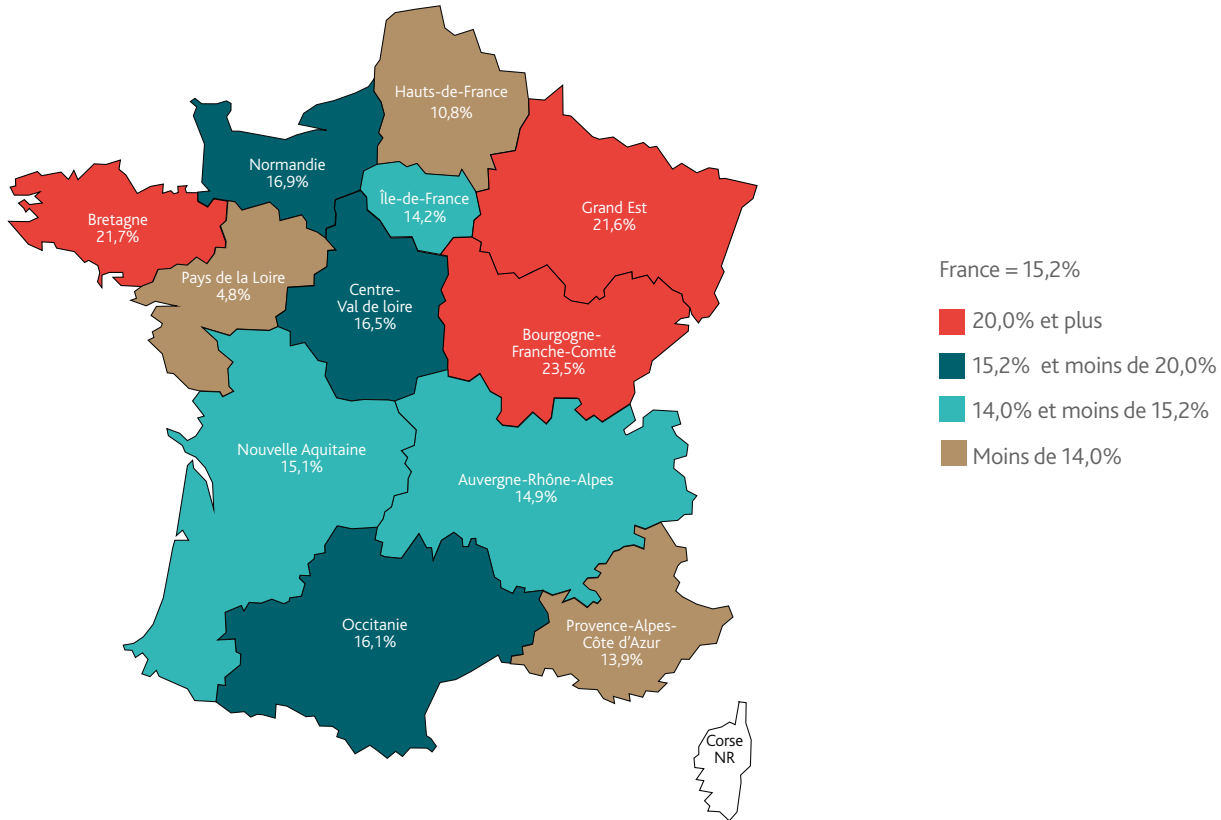 Hauts-de-France
10,8%
Normandie
16,9%
Île-de-France
14,2%
Grand Est
21,6%
Bretagne
21,7%
Pays de la Loire
4,8%
Centre-
Val de loire
16,5%
Bourgogne-
Franche-Comté
23,5%
Nouvelle Aquitaine
15,1%
Auvergne-Rhône-Alpes
14,9%
Occitanie
16,1%
Provence-Alpes-
Côte d'Azur
13,9%
Corse
NR
France = 15,2%
20,0% et plus
15,2% et moins de 20,0%
14,0% et moins de 15,2%
Moins de 14,0%